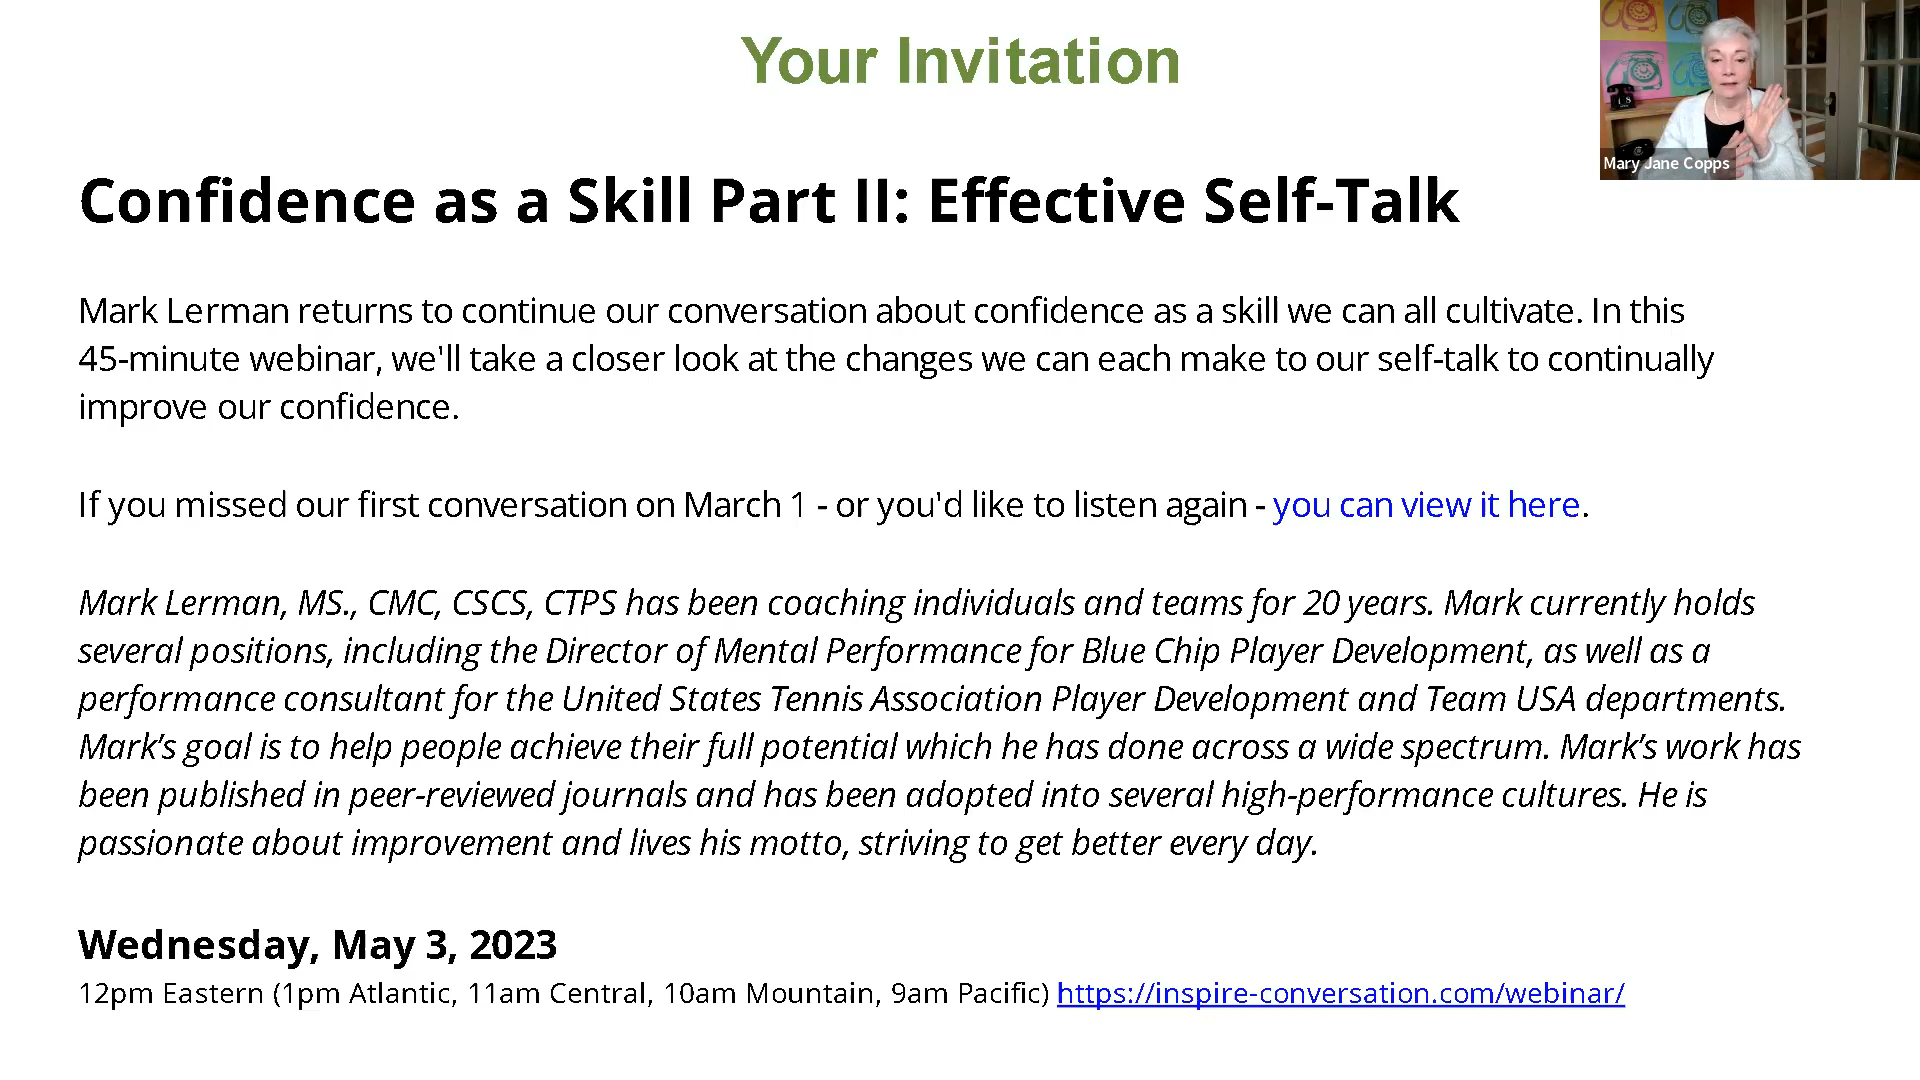 Your Invitation
Mary Jane Copps
Confidence as a Skill Part II: Effective Self-Talk
Mark Lerman returns to continue our conversation about confidence as a skill we can all cultivate. In this
45-minute webinar, we'll take a closer look at the changes we can each make to our self-talk to continually
improve our confidence.
If you missed our first conversation on March 1 - or you'd like to listen again - you can view it here.
Mark Lerman, MS., CMC, CSCS, CTPS has been coaching individuals and teams for 20 years. Mark currently holds
several positions, including the Director of Mental Performance for Blue Chip Player Development, as well as a
performance consultant for the United States Tennis Association Player Development and Team USA departments.
Mark’s goal is to help people achieve their full potential which he has done across a wide spectrum. Mark’s work has
been published in peer-reviewed journals and has been adopted into several high-performance cultures. He is
passionate about improvement and lives his motto, striving to get better every day.
Wednesday, May 3, 2023
12pm Eastern (1pm Atlantic, 11am Central, 10am Mountain, 9am Pacific) https://inspire-conversation.com/webinar/